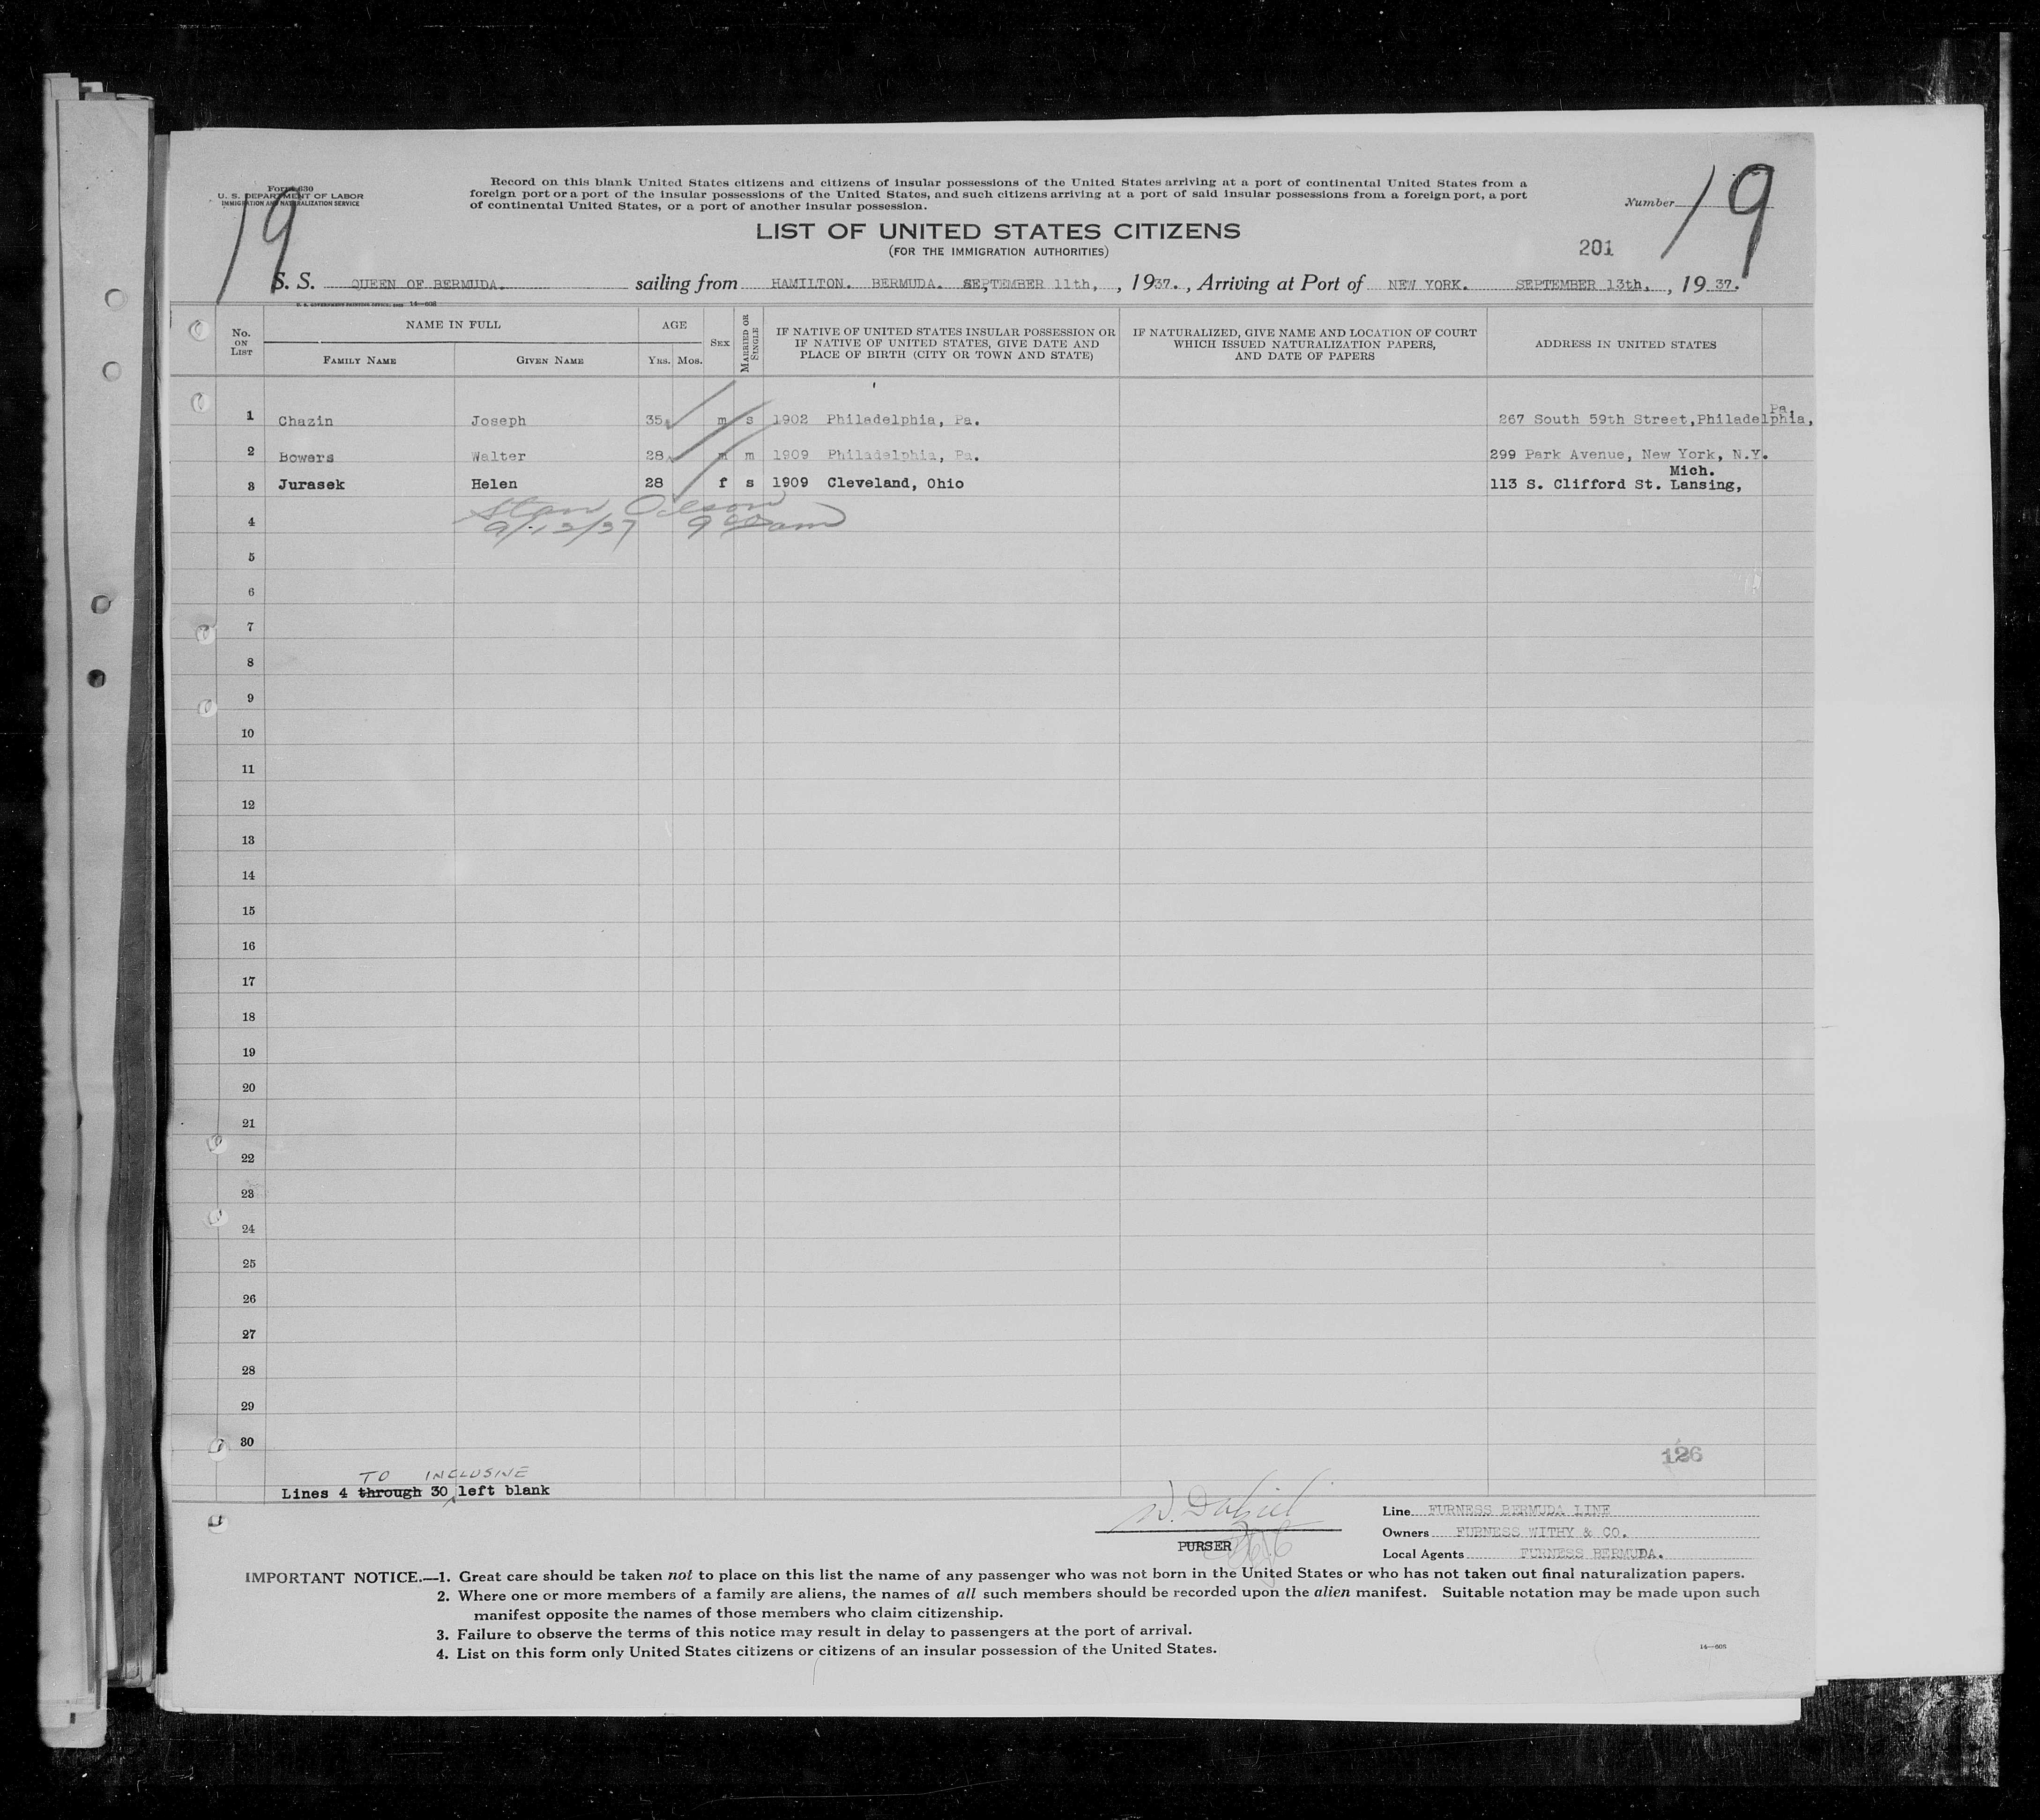 Form 630
U. S. DEPARTMENT OF LABOR
IMMIGRATION AND NATURALIZATION SERVICE
19
Record on this blank United States citizens and citizens of insular possessions of the United States arriving at a port of continental United States from a
foreign port or a port of the insular possessions of the United States, and such citizens arriving at a port of said insular possessions from a foreign port, a port
of continental United States, or a port of another insular possession.
Number 19
LIST OF UNITED STATES CITIZENS
(FOR THE IMMIGRATION AUTHORITIES)
201
S. S. QUEEN OF BERMUDA. sailing from HAMILTON. BERMUDA. SEPTEMBER 11th, , 1937. , Arriving at Port of NEW YORK. SEPTEMBER 13th, , 19 37.
14—608
No. ON LIST
NAME IN FULL
FAMILY NAME GIVEN NAME
AGE
YRS. MOS.
SEX
MARRIED OR SINGLE
IF NATIVE OF UNITED STATES INSULAR POSSESSION OR
IF NATIVE OF UNITED STATES, GIVE DATE AND
PLACE OF BIRTH (CITY OR TOWN AND STATE)
IF NATURALIZED, GIVE NAME AND LOCATION OF COURT
WHICH ISSUED NATURALIZATION PAPERS,
AND DATE OF PAPERS
ADDRESS IN UNITED STATES
Pa.
1 Chazin Joseph 35 m s 1902 Philadelphia, Pa. 267 South 59th Street,Philadelphia,
2 Bowers Walter 28 m m 1909 Philadelphia, Pa. 299 Park Avenue, New York, N.Y.
Mich.
3 Jurasek Helen 28 f s 1909 Cleveland, Ohio 113 S. Clifford St. Lansing,
Stan Olson
4 9/12/37 9 am
5
6
7
8
9
10
11
12
13
14
15
16
17
18
19
20
21
22
23
24
25
26
27
28
29
30
126
TO INCLUSIVE
Lines 4 through 30 left blank
PURSER
Line FURNESS BERMUDA LINE
Owners FURNESS WITHY & CO.
Local Agents FURNESS BERMUDA.
IMPORTANT NOTICE.—1. Great care should be taken not to place on this list the name of any passenger who was not born in the United States or who has not taken out final naturalization papers.
2. Where one or more members of a family are aliens, the names of all such members should be recorded upon the alien manifest. Suitable notation may be made upon such
manifest opposite the names of those members who claim citizenship.
3. Failure to observe the terms of this notice may result in delay to passengers at the port of arrival.
4. List on this form only United States citizens or citizens of an insular possession of the United States.
14—608